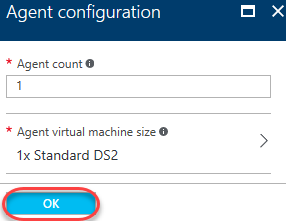 Agent configuration
* Agent count
1
* Agent virtual machine size
1x Standard DS2
OK